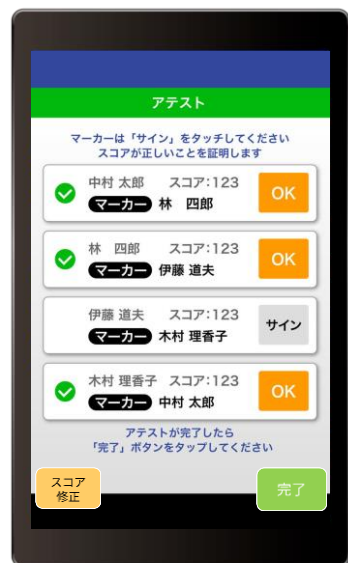 アテスト
マーカーは「サイン」をタッチしてください
スコアが正しいことを証明します
中村 太郎 スコア:123
マーカー 林 四郎
OK
林 四郎 スコア:123
マーカー 伊藤 道夫
OK
伊藤 道夫 スコア:123
マーカー 木村 理香子
サイン
木村 理香子 スコア:123
マーカー 中村 太郎
OK
アテストが完了したら
「完了」ボタンをタップしてください
スコア
修正
完了